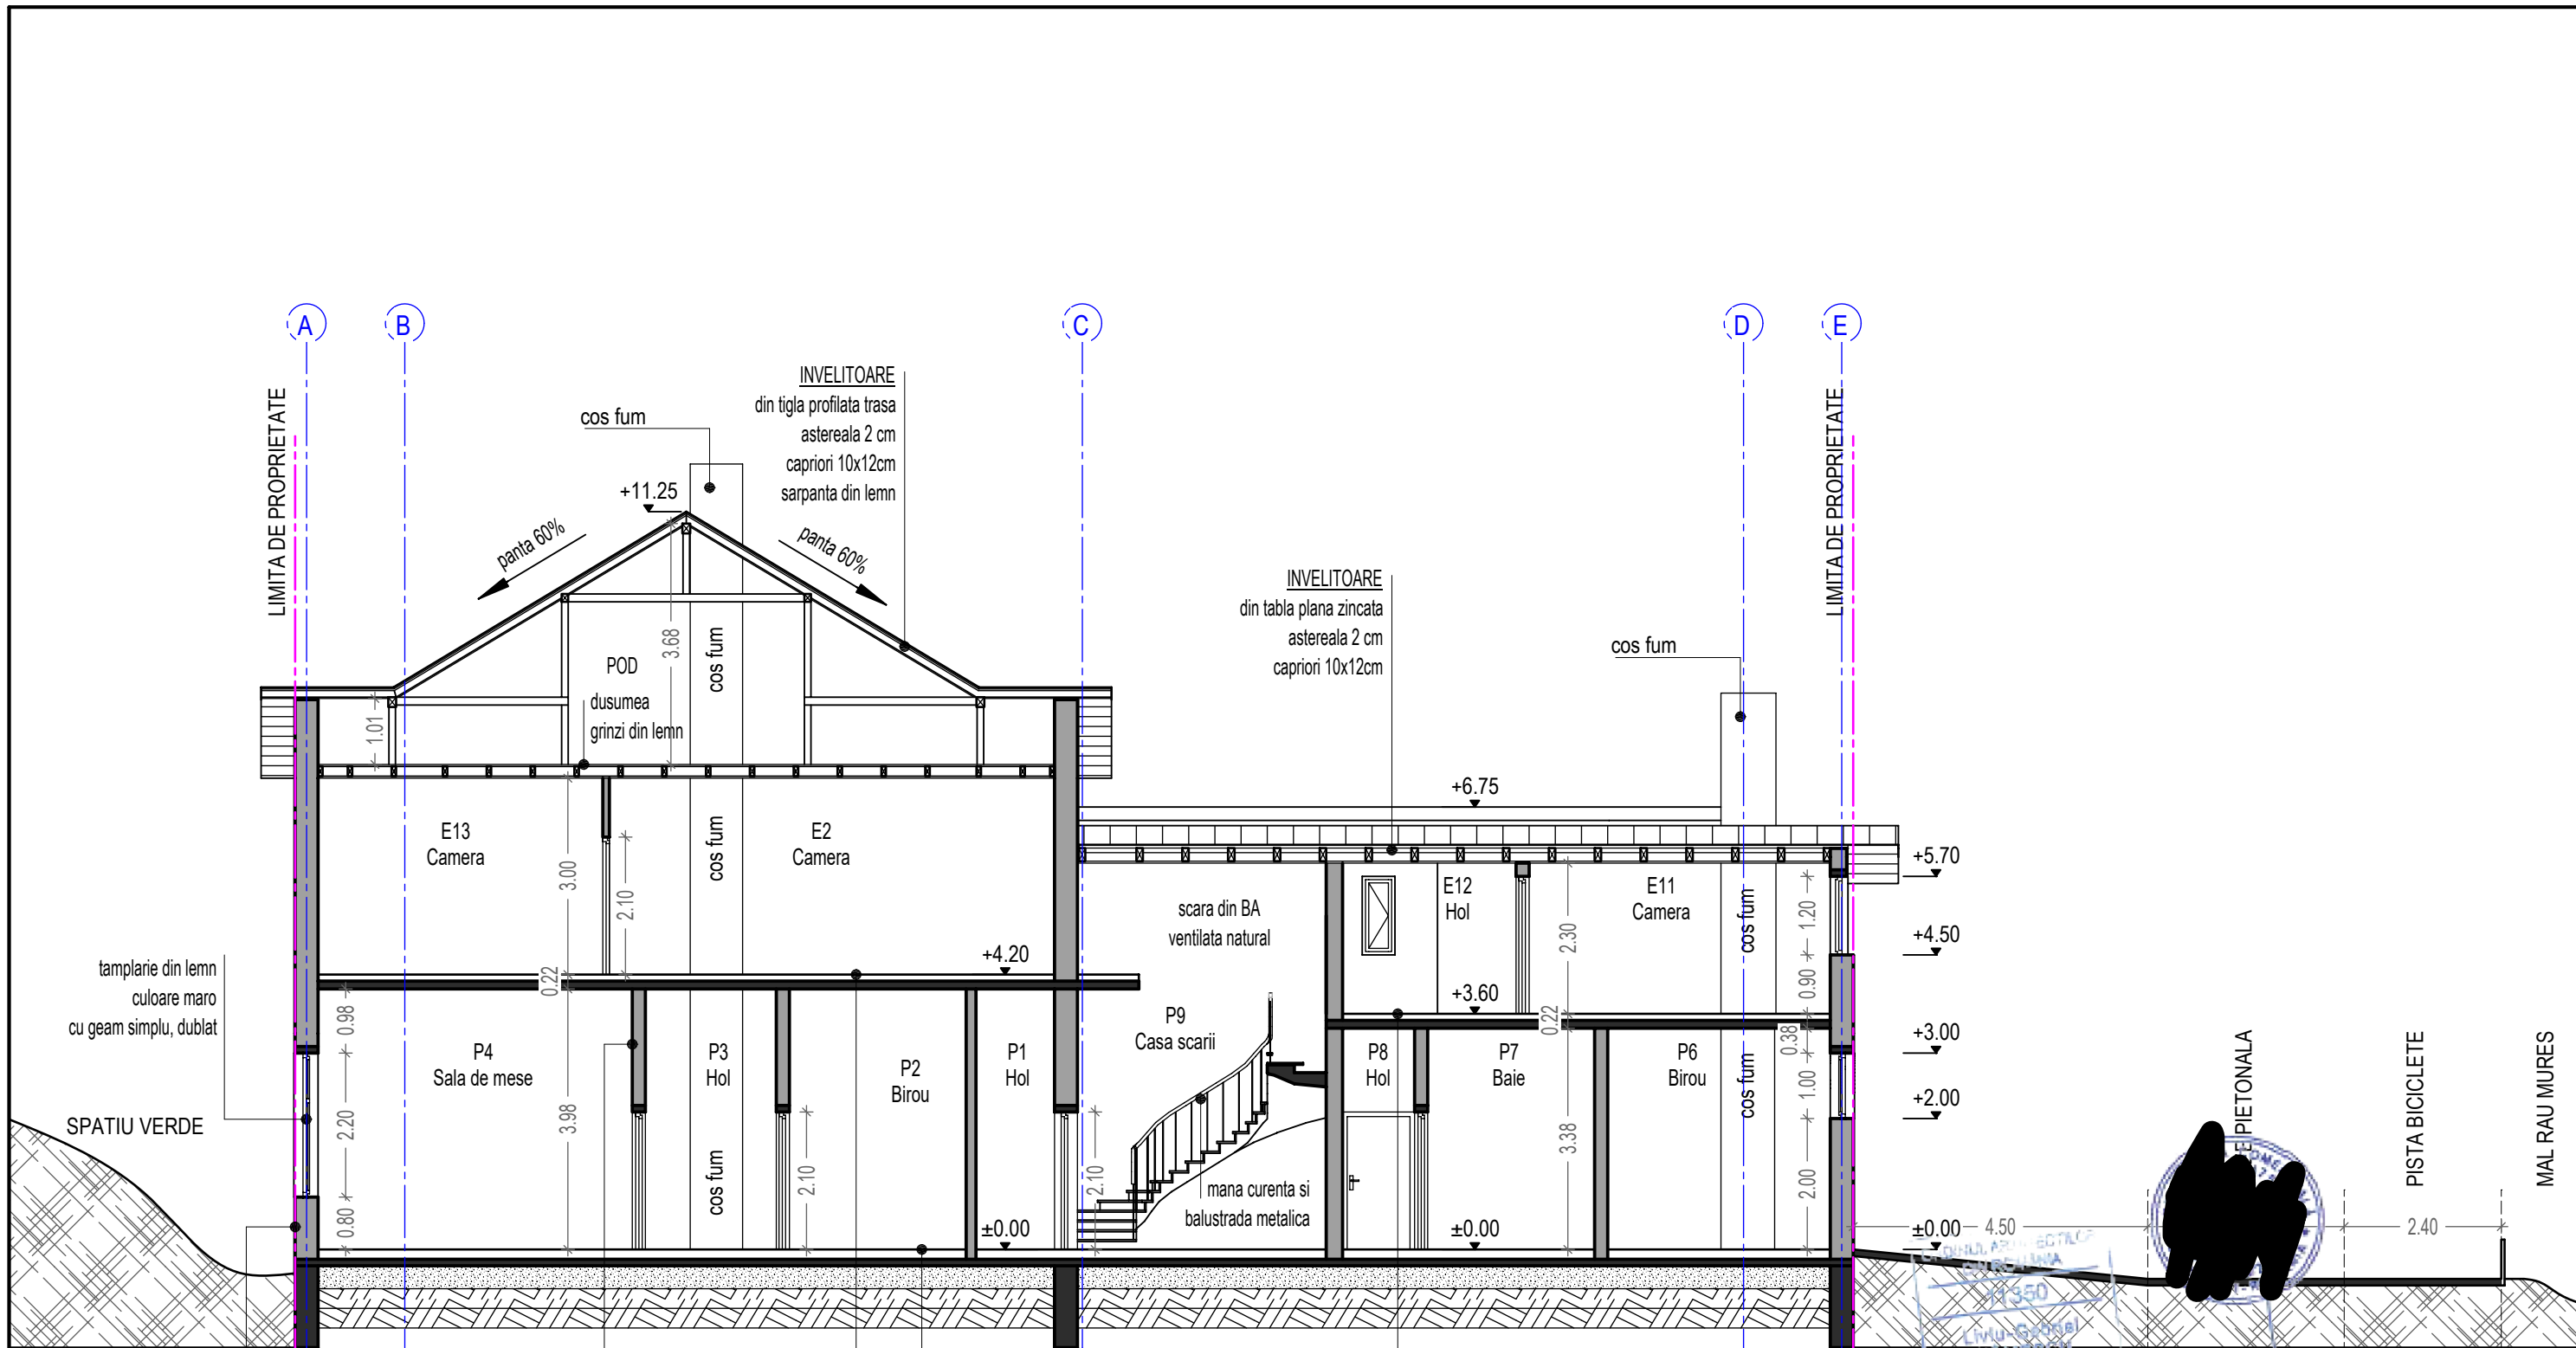 A
B
C
D
E
LIMITA DE PROPRIETATE
LIMITA DE PROPRIETATE
INVELITOARE
din tigla profilata trasa
astereala 2 cm
capriori 10x12cm
sarpanta din lemn
cos fum
+11.25
panta 60%
panta 60%
INVELITOARE
din tabla plana zincata
astereala 2 cm
capriori 10x12cm
cos fum
3.68
cos fum
POD
dusumea
grinzi din lemn
1.01
+6.75
E13
Camera
E2
Camera
cos fum
3.00
2.10
+5.70
E12
Hol
E11
Camera
cos fum
1.20
2.30
scara din BA
ventilata natural
+4.50
+4.20
0.90
+3.60
tamplarie din lemn
culoare maro
cu geam simplu, dublat
0.22
0.98
0.22
0.38
P9
Casa scarii
+3.00
P4
Sala de mese
P3
Hol
P2
Birou
P1
Hol
P8
Hol
P7
Baie
P6
Birou
cos fum
1.00
+2.00
SPATIU VERDE
2.20
3.98
3.38
PIETONALA
PISTA BICICLETE
MAL RAU MURES
cos fum
2.10
2.10
mana curenta si
balustrada metalica
2.00
0.80
±0.00
±0.00
±0.00
4.50
2.40
DIN ROMANIA
11350
Liviu-Gabriel